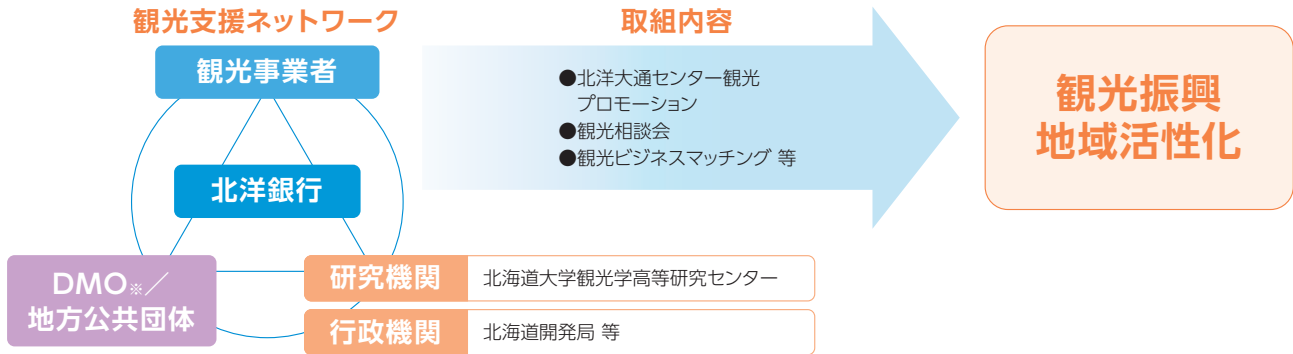 観光支援ネットワーク
観光事業者
北洋銀行
DMO※／
地方公共団体
研究機関
北海道大学観光学高等研究センター
行政機関
北海道開発局 等
取組内容
●北洋大通センター観光
プロモーション
●観光相談会
●観光ビジネスマッチング 等
観光振興
地域活性化